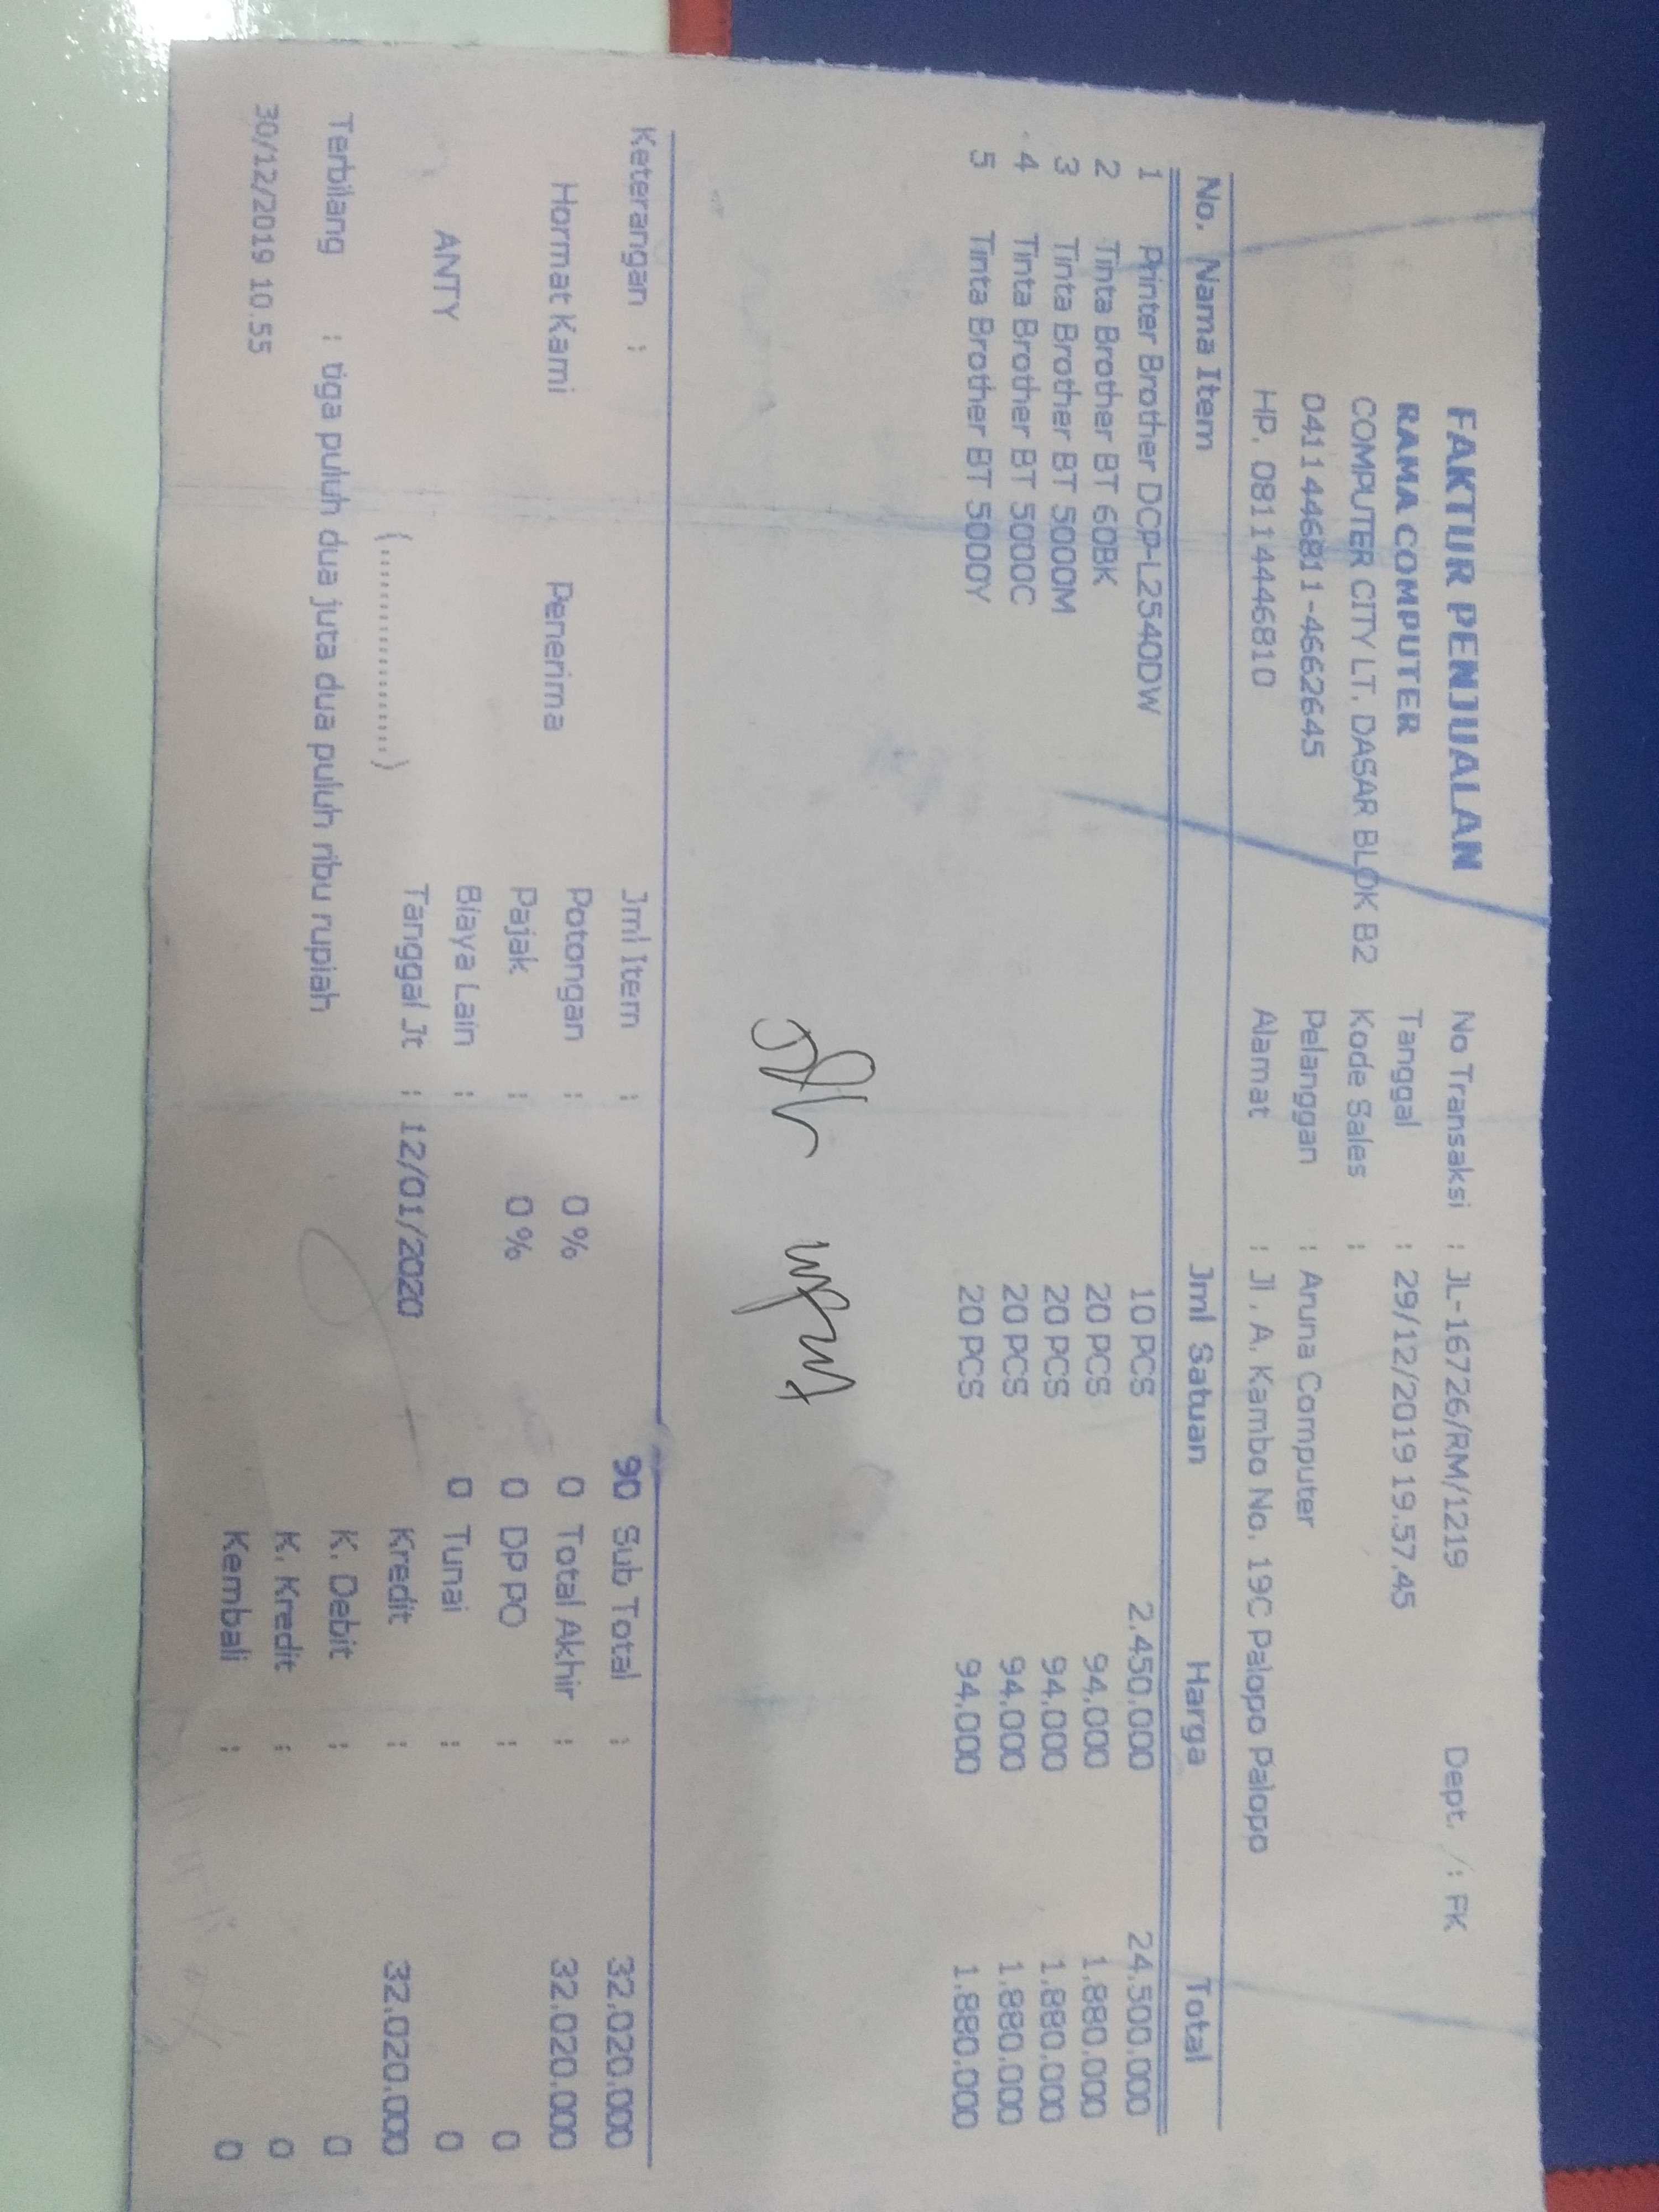 FAKTUR PENJUALAN
No Transaksi : JL-16726/RM/1219 Dept. /: FK
RAMA COMPUTER
Tanggal : 29/12/2019 19.57.45
COMPUTER CITY LT. DASAR BLOK B2
Kode Sales :
0411 446811-4662645
Pelanggan : Aruna Computer
HP. 08114446810
Alamat : Jl . A. Kambo No. 19C Palopo Palopo
No. Nama Item Jml Satuan Harga Total
1 Printer Brother DCP-L2540DW 10 PCS 2.450.000 24.500.000
2 Tinta Brother BT 60BK 20 PCS 94.000 1.880.000
3 Tinta Brother BT 5000M 20 PCS 94.000 1.880.000
4 Tinta Brother BT 5000C 20 PCS 94.000 1.880.000
5 Tinta Brother BT 5000Y 20 PCS 94.000 1.880.000
Keterangan : Jml Item : 90 Sub Total : 32.020.000
Hormat Kami Penerima Potongan : 0 % 0 Total Akhir : 32.020.000
Pajak : 0 % 0 DP PO : 0
ANTY Biaya Lain : 0 Tunai : 0
(......................) Tanggal Jt : 12/01/2020 Kredit : 32.020.000
Terbilang : tiga puluh dua juta dua puluh ribu rupiah K. Debit : 0
K. Kredit : 0
30/12/2019 10.55 Kembali : 0